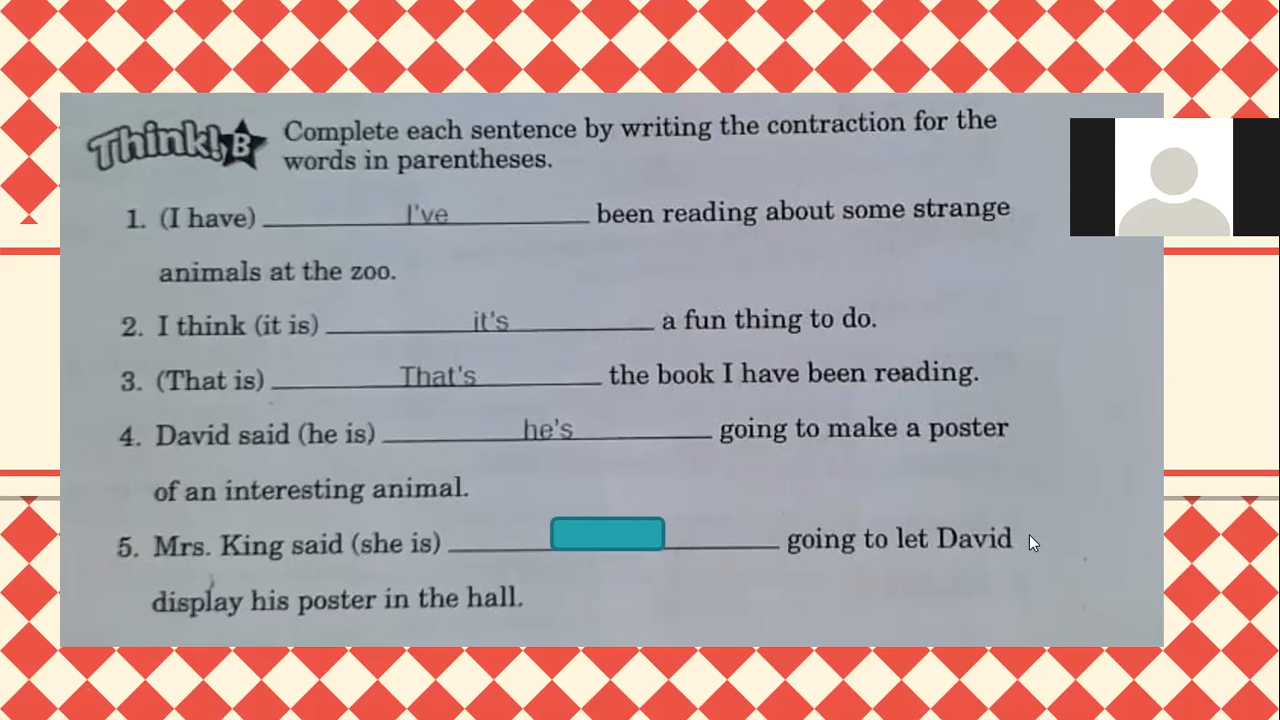 Think! B Complete each sentence by writing the contraction for the
words in parentheses.
1. (I have) I've been reading about some strange
animals at the zoo.
2. I think (it is) it's a fun thing to do.
3. (That is) That's the book I have been reading.
4. David said (he is) he's going to make a poster
of an interesting animal.
5. Mrs. King said (she is) going to let David
display his poster in the hall.